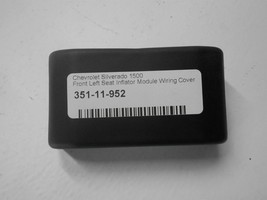 Chevrolet Silverado 1500
Front Left Seat Inflator Module Wiring Cover
351-11-952